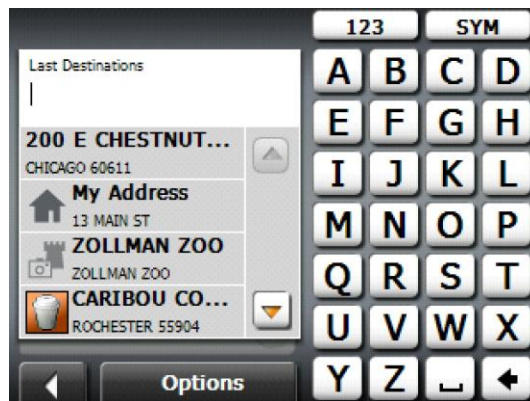 Last Destinations
200 E CHESTNUT...
CHICAGO 60611
My Address
13 MAIN ST
ZOLLMAN ZOO
ZOLLMAN ZOO
CARIBOU CO...
ROCHESTER 55904
Options
123 SYM
A B C D
E F G H
I J K L
M N O P
Q R S T
U V W X
Y Z